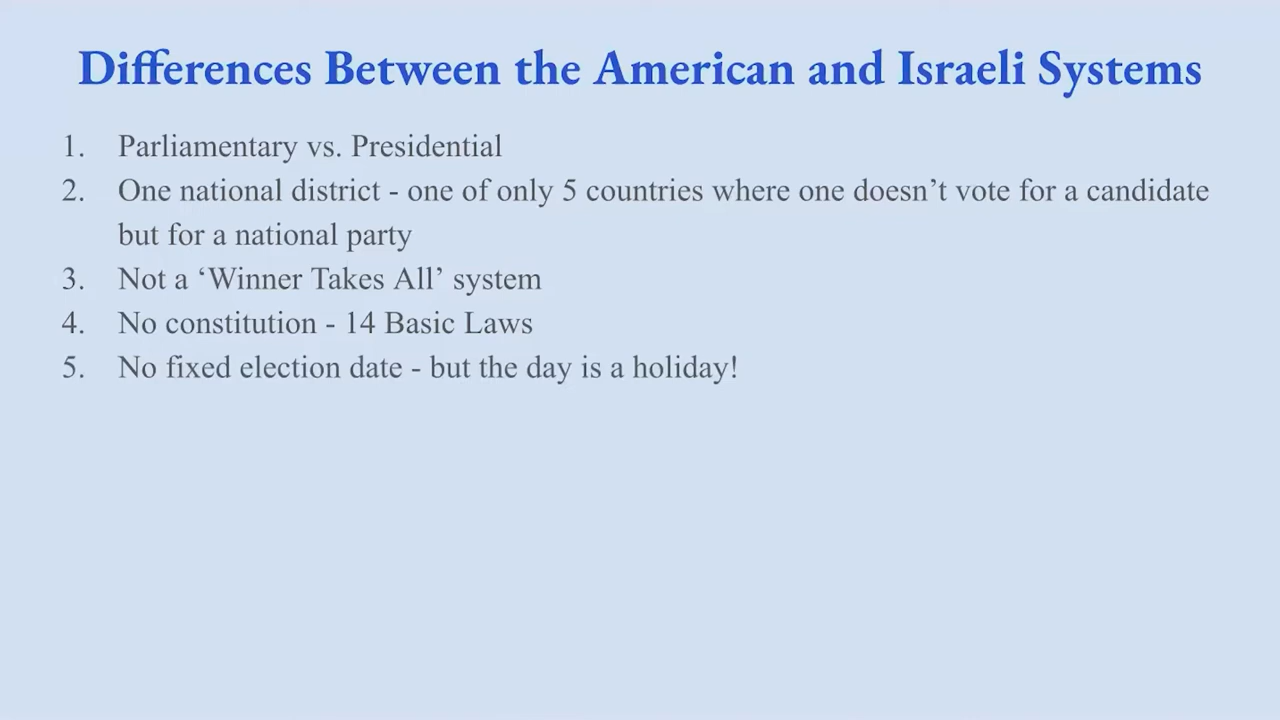 Differences Between the American and Israeli Systems
1. Parliamentary vs. Presidential
2. One national district - one of only 5 countries where one doesn’t vote for a candidate
but for a national party
3. Not a ‘Winner Takes All’ system
4. No constitution - 14 Basic Laws
5. No fixed election date - but the day is a holiday!